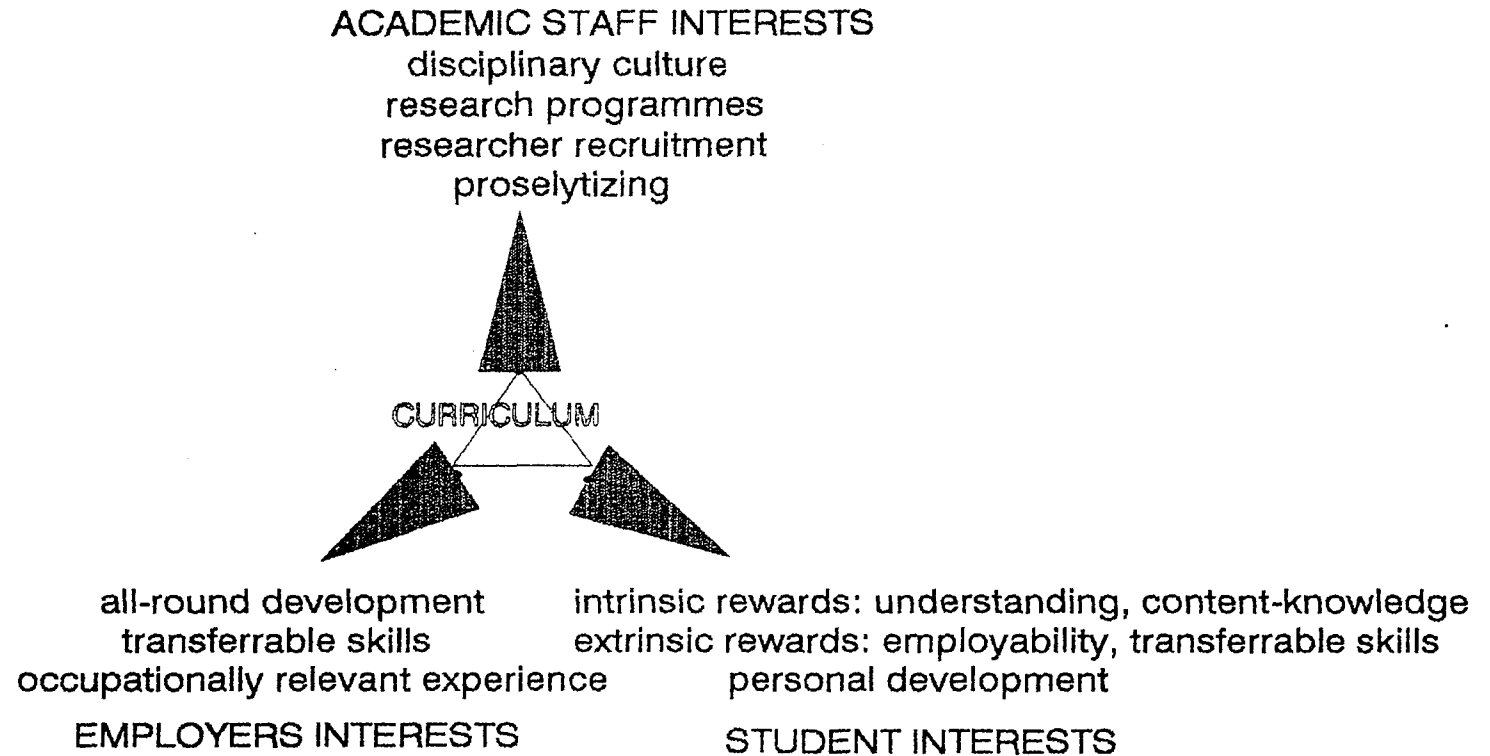 ACADEMIC STAFF INTERESTS
disciplinary culture
research programmes
researcher recruitment
proselytizing
CURRICULUM
all-round development
transferrable skills
occupationally relevant experience
EMPLOYERS INTERESTS
intrinsic rewards: understanding, content-knowledge
extrinsic rewards: employability, transferrable skills
personal development
STUDENT INTERESTS